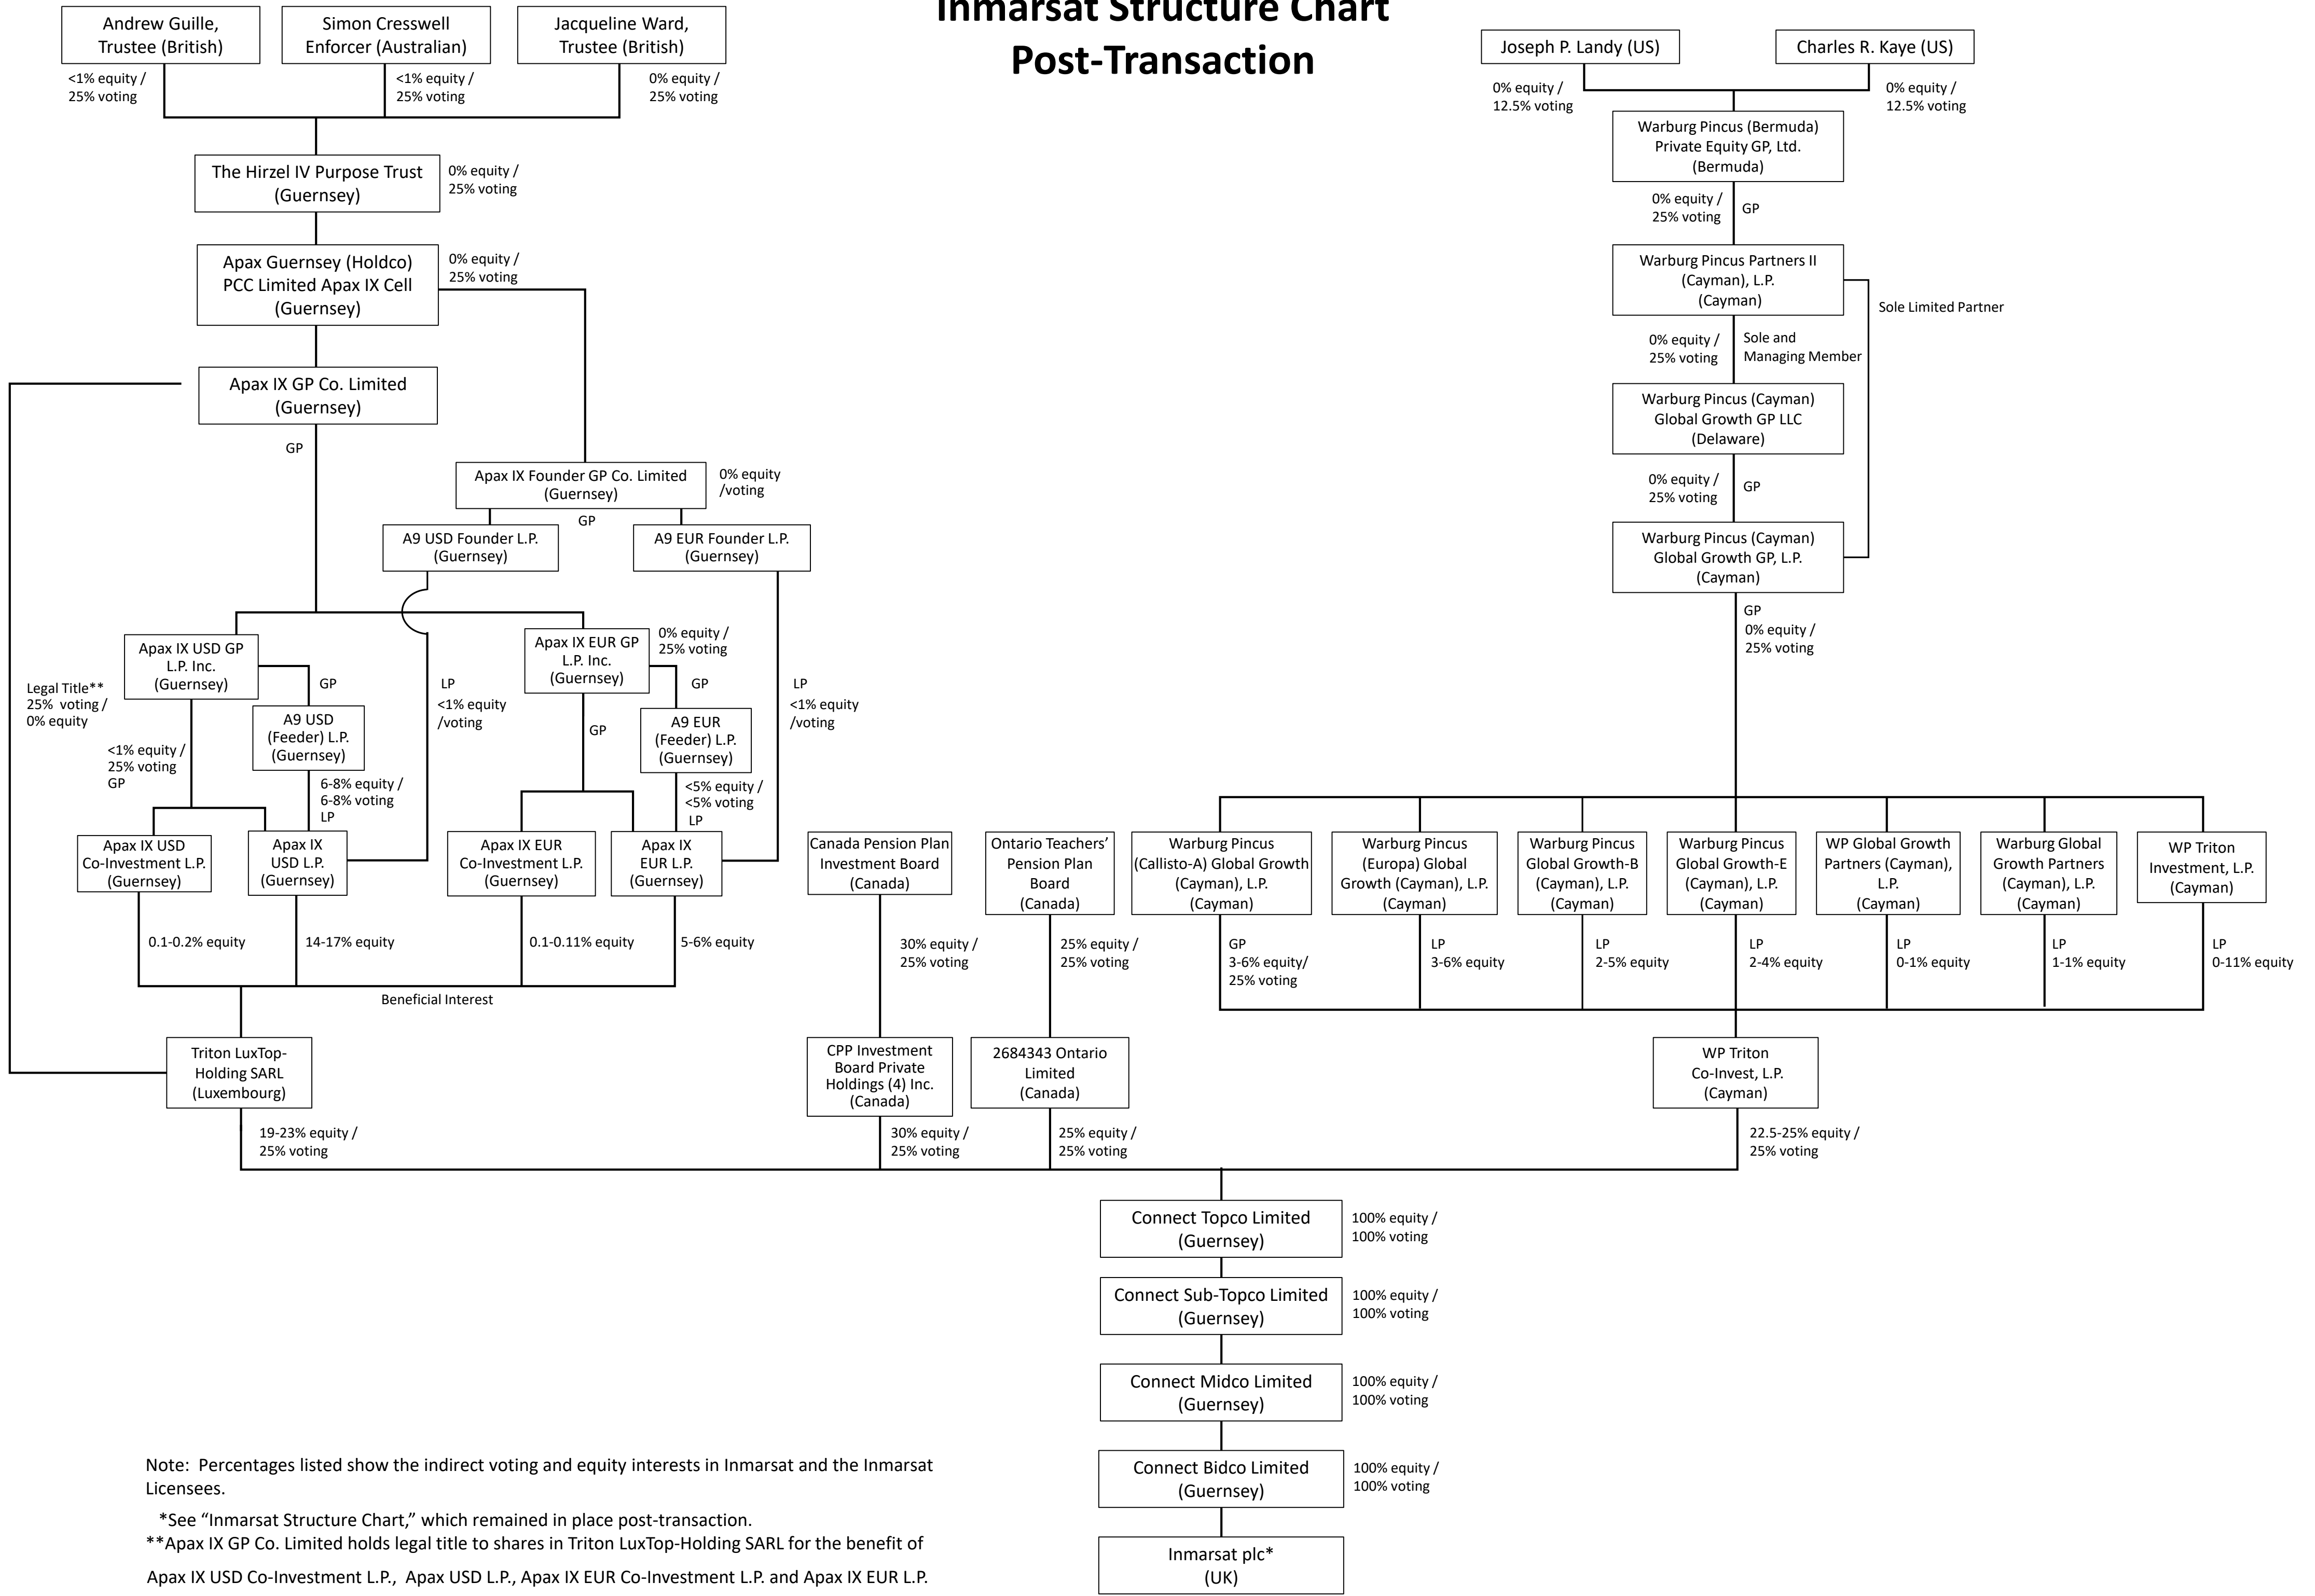 Inmarsat Structure Chart
Post-Transaction
Andrew Guille,
Trustee (British)
Simon Cresswell
Enforcer (Australian)
Jacqueline Ward,
Trustee (British)
<1% equity /
25% voting
<1% equity /
25% voting
0% equity /
25% voting
The Hirzel IV Purpose Trust
(Guernsey)
0% equity /
25% voting
Apax Guernsey (Holdco)
PCC Limited Apax IX Cell
(Guernsey)
0% equity /
25% voting
Apax IX GP Co. Limited
(Guernsey)
GP
Apax IX Founder GP Co. Limited
(Guernsey)
0% equity
/voting
GP
A9 USD Founder L.P.
(Guernsey)
A9 EUR Founder L.P.
(Guernsey)
Apax IX USD GP
L.P. Inc.
(Guernsey)
Apax IX EUR GP
L.P. Inc.
(Guernsey)
0% equity /
25% voting
Legal Title**
25%  voting /
0% equity
GP
LP
<1% equity
/voting
GP
LP
<1% equity
/voting
A9 USD
(Feeder) L.P.
(Guernsey)
GP
A9 EUR
(Feeder) L.P.
(Guernsey)
<1% equity /
25% voting
GP
6-8% equity /
6-8% voting
LP
<5% equity /
<5% voting
LP
Apax IX USD
Co-Investment L.P.
(Guernsey)
Apax IX
USD L.P.
(Guernsey)
Apax IX EUR
Co-Investment L.P.
(Guernsey)
Apax IX
EUR L.P.
(Guernsey)
0.1-0.2% equity
14-17% equity
0.1-0.11% equity
5-6% equity
Beneficial Interest
Triton LuxTop-
Holding SARL
(Luxembourg)
19-23% equity /
25% voting
Canada Pension Plan
Investment Board
(Canada)
30% equity /
25% voting
CPP Investment
Board Private
Holdings (4) Inc.
(Canada)
30% equity /
25% voting
Ontario Teachers’
Pension Plan
Board
(Canada)
25% equity /
25% voting
2684343 Ontario
Limited
(Canada)
25% equity /
25% voting
Joseph P. Landy (US)
Charles R. Kaye (US)
0% equity /
12.5% voting
0% equity /
12.5% voting
Warburg Pincus (Bermuda)
Private Equity GP, Ltd.
(Bermuda)
0% equity /
25% voting
GP
Warburg Pincus Partners II
(Cayman), L.P.
(Cayman)
Sole Limited Partner
0% equity /
25% voting
Sole and
Managing Member
Warburg Pincus (Cayman)
Global Growth GP LLC
(Delaware)
0% equity /
25% voting
GP
Warburg Pincus (Cayman)
Global Growth GP, L.P.
(Cayman)
GP
0% equity /
25% voting
Warburg Pincus
(Callisto-A) Global Growth
(Cayman), L.P.
(Cayman)
Warburg Pincus
(Europa) Global
Growth (Cayman), L.P.
(Cayman)
Warburg Pincus
Global Growth-B
(Cayman), L.P.
(Cayman)
Warburg Pincus
Global Growth-E
(Cayman), L.P.
(Cayman)
WP Global Growth
Partners (Cayman),
L.P.
(Cayman)
Warburg Global
Growth Partners
(Cayman), L.P.
(Cayman)
WP Triton
Investment, L.P.
(Cayman)
GP
3-6% equity/
25% voting
LP
3-6% equity
LP
2-5% equity
LP
2-4% equity
LP
0-1% equity
LP
1-1% equity
LP
0-11% equity
WP Triton
Co-Invest, L.P.
(Cayman)
22.5-25% equity /
25% voting
Connect Topco Limited
(Guernsey)
100% equity /
100% voting
Connect Sub-Topco Limited
(Guernsey)
100% equity /
100% voting
Connect Midco Limited
(Guernsey)
100% equity /
100% voting
Connect Bidco Limited
(Guernsey)
100% equity /
100% voting
Inmarsat plc*
(UK)
Note:  Percentages listed show the indirect voting and equity interests in Inmarsat and the Inmarsat
Licensees.
*See “Inmarsat Structure Chart,” which remained in place post-transaction.
**Apax IX GP Co. Limited holds legal title to shares in Triton LuxTop-Holding SARL for the benefit of
Apax IX USD Co-Investment L.P.,  Apax USD L.P., Apax IX EUR Co-Investment L.P. and Apax IX EUR L.P.